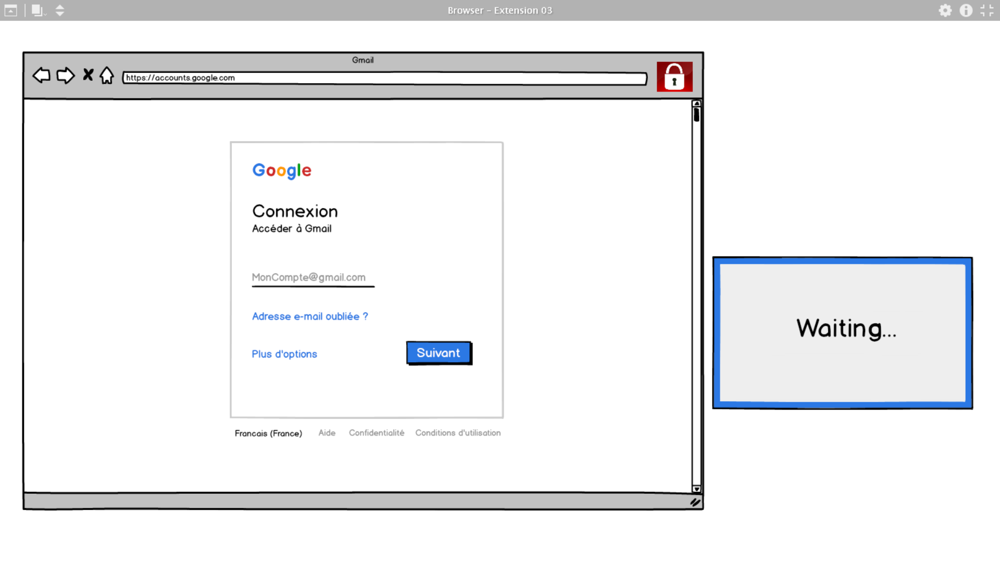 Browser – Extension 03
Gmail
https://accounts.google.com
Google
Connexion
Accéder à Gmail
MonCompte@gmail.com
Adresse e-mail oubliée ?
Plus d'options
Suivant
Waiting...
Francais (France) Aide Confidentialité Conditions d'utilisation